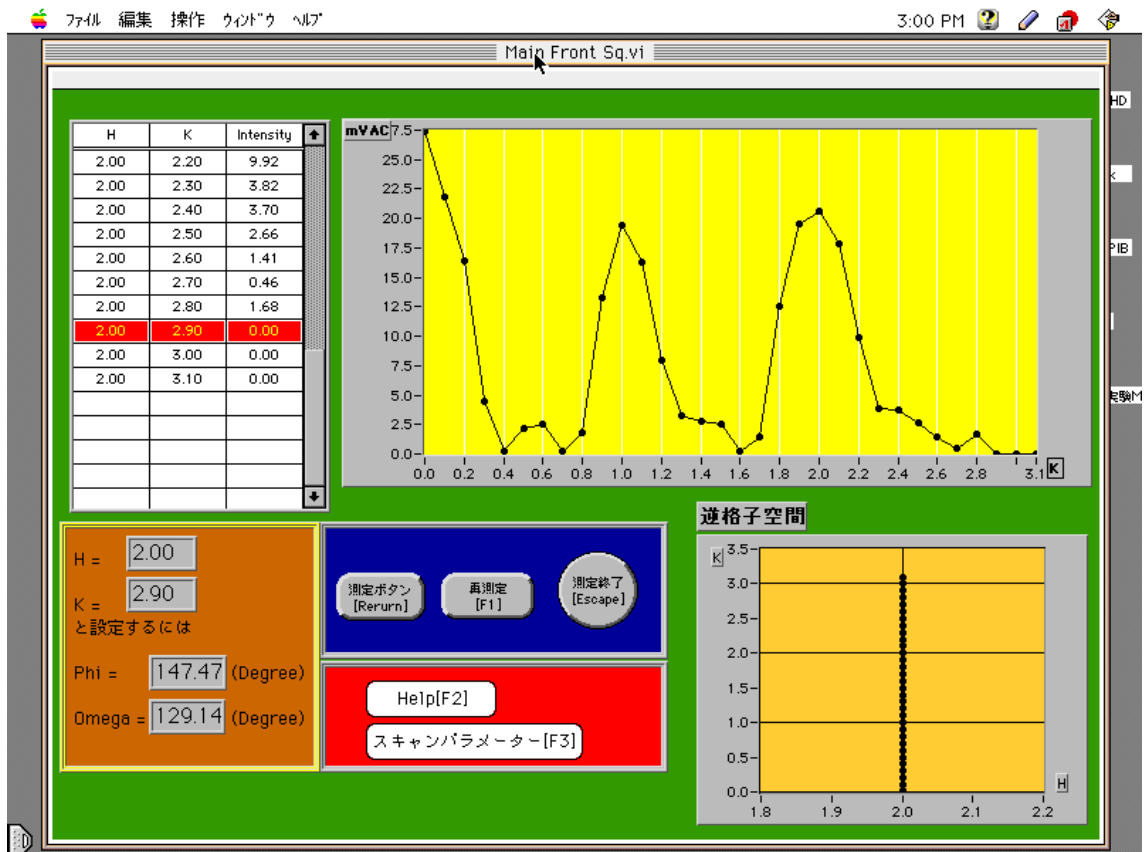 ファイル 編集 操作 ウィンドウ ヘルプ 3:00 PM
Main Front Sq.vi
HD
k
PIB
実験M
H K Intensity
2.00 2.20 9.92
2.00 2.30 3.82
2.00 2.40 3.70
2.00 2.50 2.66
2.00 2.60 1.41
2.00 2.70 0.46
2.00 2.80 1.68
2.00 2.90 0.00
2.00 3.00 0.00
2.00 3.10 0.00
mVAC
7.5
25.0
22.5
20.0
17.5
15.0
12.5
10.0
7.5
5.0
2.5
0.0
0.0 0.2 0.4 0.6 0.8 1.0 1.2 1.4 1.6 1.8 2.0 2.2 2.4 2.6 2.8 3.1 K
H = 2.00
K = 2.90
と設定するには
Phi = 147.47 (Degree)
Omega = 129.14 (Degree)
測定ボタン
[Rerurn]
再測定
[F1]
測定終了
[Escape]
Help[F2]
スキャンパラメーター[F3]
逆格子空間
K
3.5
3.0
2.5
2.0
1.5
1.0
0.5
0.0
H
1.8 1.9 2.0 2.1 2.2